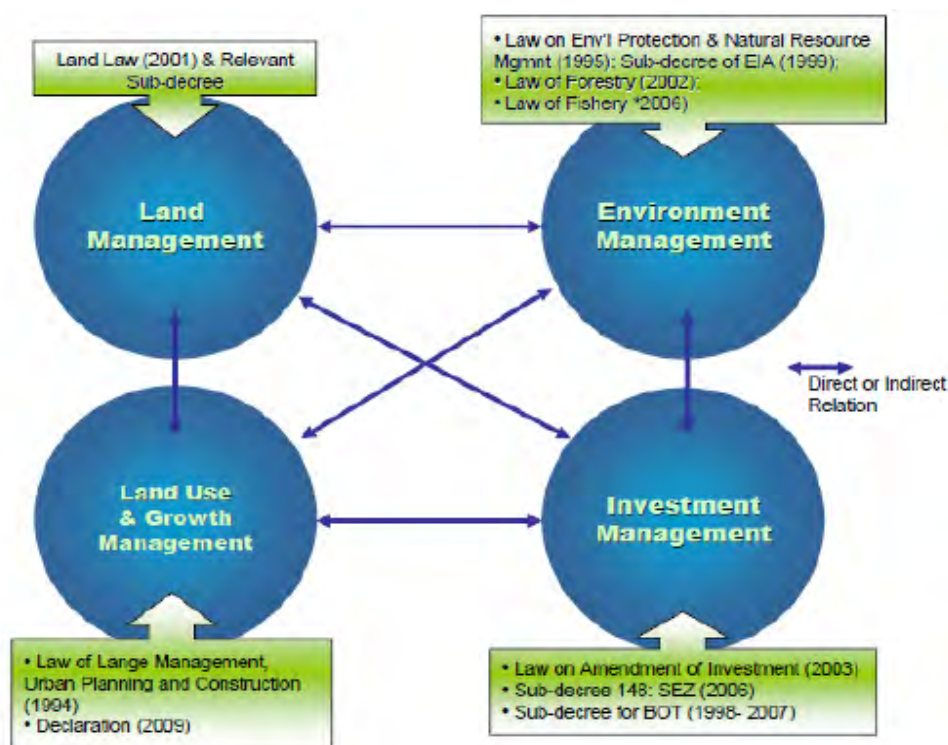 Land Law (2001) & Relevant
Sub-decree
• Law on Env'l Protection & Natural Resource
Mgmnt (1995); Sub-decree of EIA (1999);
• Law of Forestry (2002);
• Law of Fishery *2006)
Land
Management
Environment
Management
Direct or Indirect
Relation
Land Use
& Growth
Management
Investment
Management
• Law of Lange Management,
Urban Planning and Construction
(1994)
• Declaration (2009)
• Law on Amendment of Investment (2003)
• Sub-decree 148: SEZ (2006)
• Sub-decree for BOT (1998- 2007)